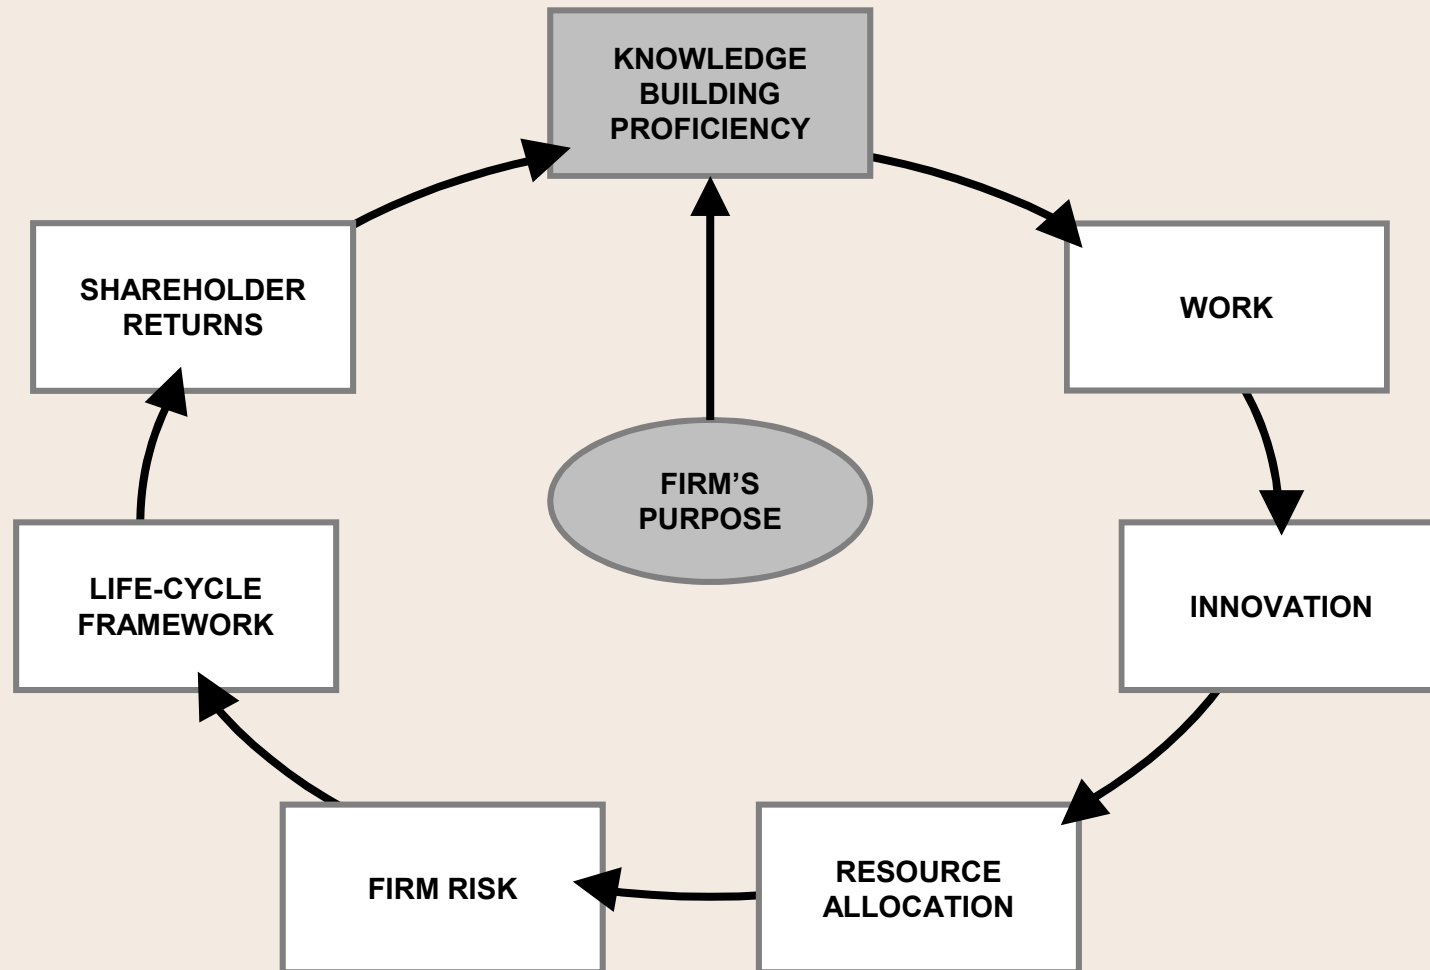 KNOWLEDGE
BUILDING
PROFICIENCY
SHAREHOLDER
RETURNS
WORK
FIRM’S
PURPOSE
LIFE-CYCLE
FRAMEWORK
INNOVATION
FIRM RISK
RESOURCE
ALLOCATION